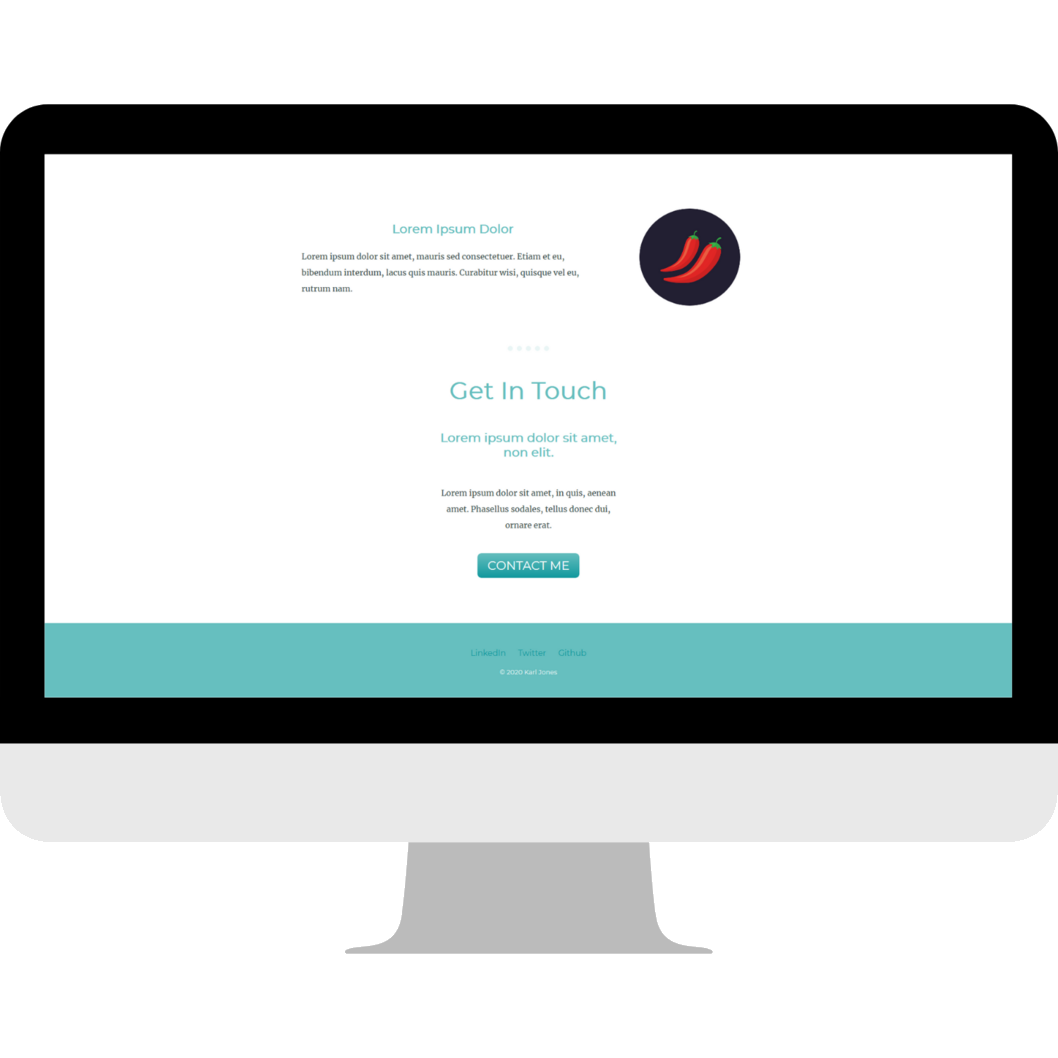 Lorem Ipsum Dolor
Lorem ipsum dolor sit amet, mauris sed consectetuer. Etiam et eu,
bibendum interdum, lacus quis mauris. Curabitur wisi, quisque vel eu,
rutrum nam.
Get In Touch
Lorem ipsum dolor sit amet,
non elit.
Lorem ipsum dolor sit amet, in quis, aenean
amet. Phasellus sodales, tellus donec dui,
ornare erat.
CONTACT ME
LinkedIn Twitter Github
© 2020 Karl Jones